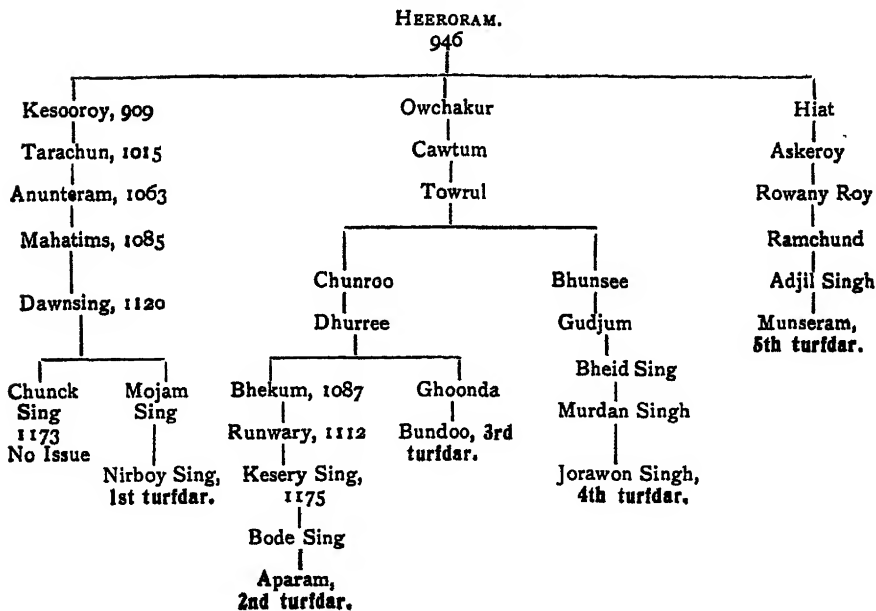 HEERORAM.
946
Kesooroy, 909
Owchakur
Hiat
Tarachun, 1015
Cawtum
Askeroy
Anunteram, 1063
Towrul
Rowany Roy
Mahatims, 1085
Ramchund
Chunroo
Bhunsee
Adjil Singh
Dawnsing, 1120
Dhurree
Gudjum
Munseram,
5th turfdar.
Bheid Sing
Chunck
Sing
1173
No Issue
Mojam
Sing
Bhekum, 1087
Ghoonda
Murdan Singh
Runwary, 1112
Bundoo, 3rd
turfdar.
Nirboy Sing,
1st turfdar.
Kesery Sing,
1175
Jorawon Singh,
4th turfdar.
Bode Sing
Aparam,
2nd turfdar.